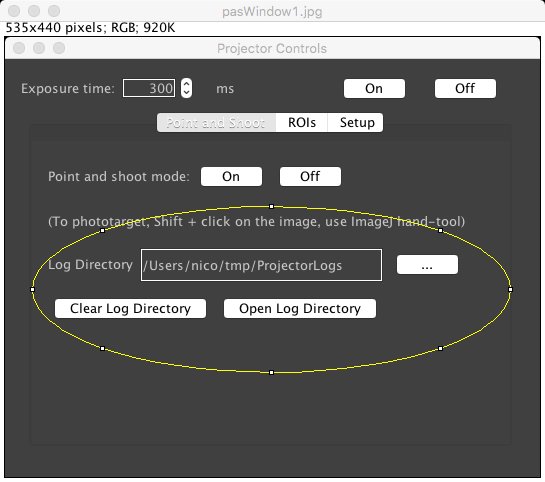 pasWindow1.jpg
535x440 pixels; RGB; 920K
Projector Controls
Exposure time: 300 ms On Off
Point and Shoot ROIs Setup
Point and shoot mode: On Off
(To phototarget, Shift + click on the image, use ImageJ hand-tool)
Log Directory /Users/nico/tmp/ProjectorLogs ...
Clear Log Directory Open Log Directory